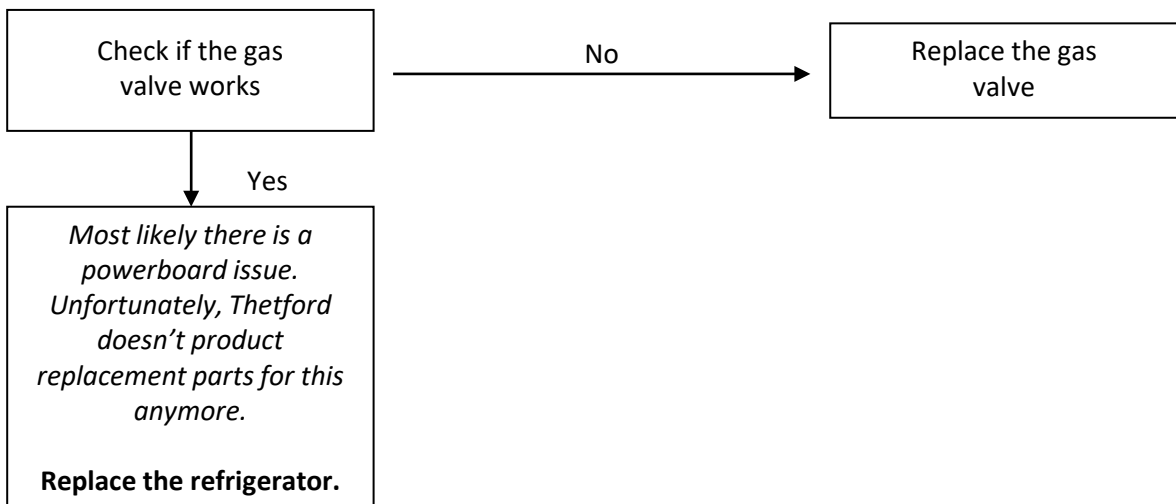 Check if the gas
valve works
No
Replace the gas
valve
Yes
Most likely there is a
powerboard issue.
Unfortunately, Thetford
doesn’t product
replacement parts for this
anymore.
Replace the refrigerator.